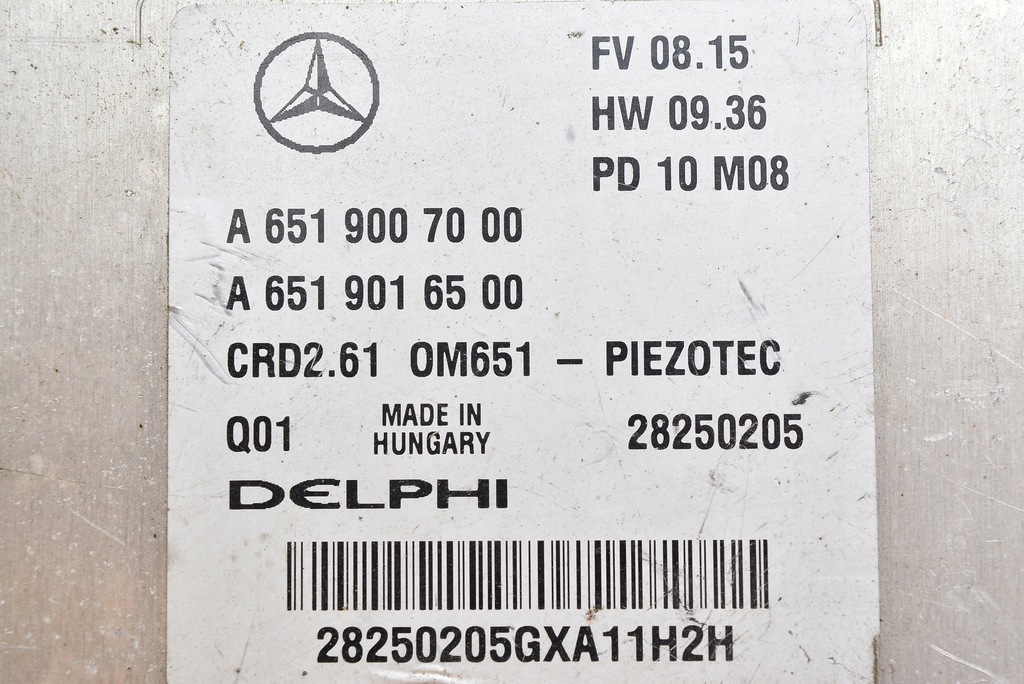 FV 08.15
HW 09.36
PD 10 M08
A 651 900 70 00
A 651 901 65 00
CRD2.61 OM651 – PIEZOTEC
Q01 MADE IN HUNGARY 28250205
DELPHI
28250205GXA11H2H